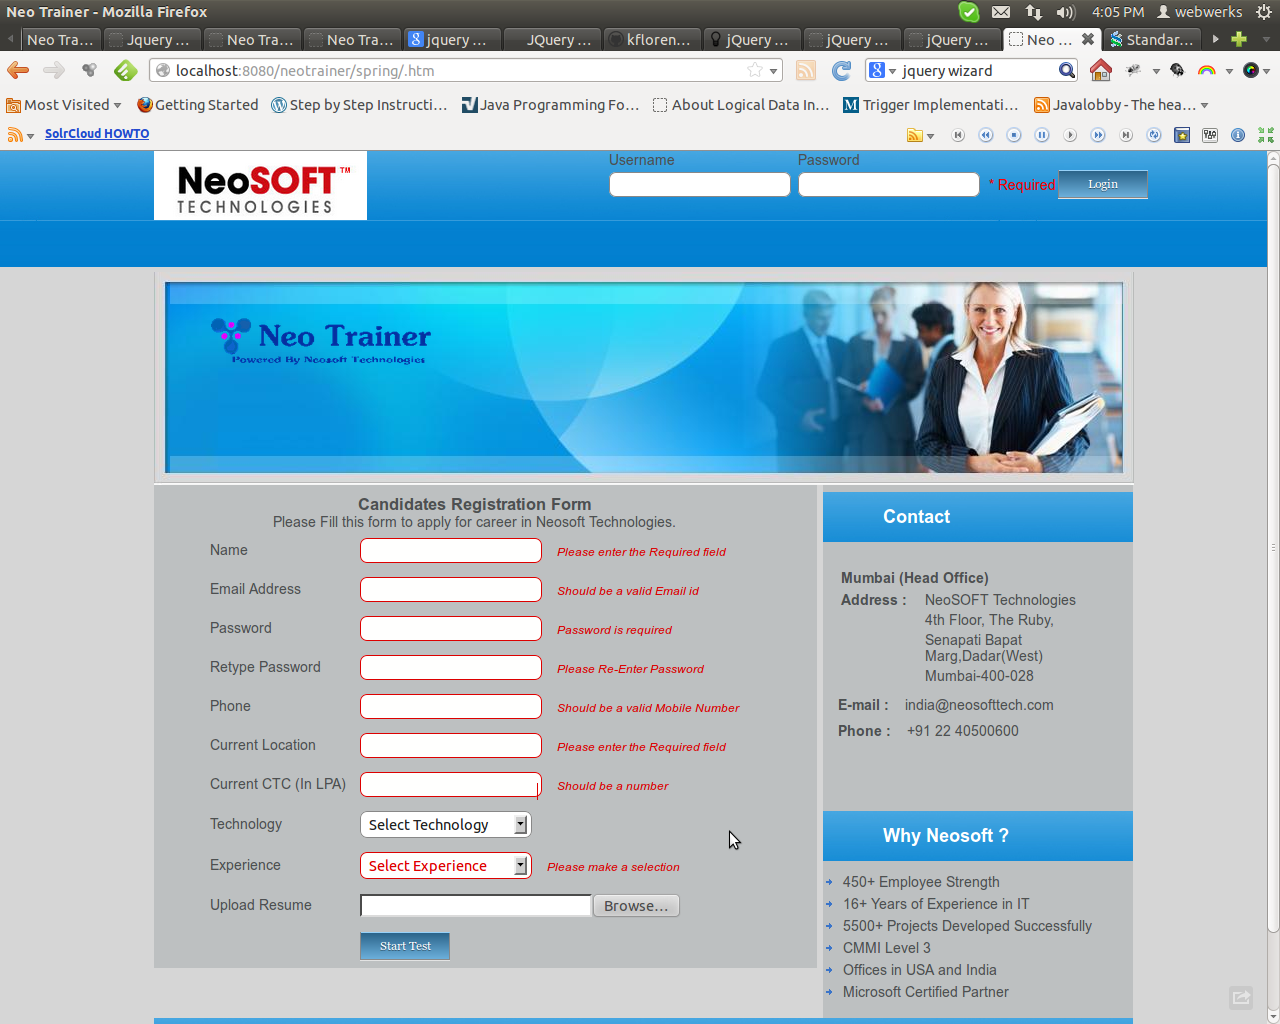 Neo Trainer - Mozilla Firefox
4:05 PM webwerks
Neo Tra...
Jquery ...
Neo Tra...
Neo Tra...
jquery ...
JQuery ...
kfloren...
jQuery ...
jQuery ...
jQuery ...
Neo ...
Standar...
localhost:8080/neotrainer/spring/.htm
jquery wizard
Most Visited
Getting Started
Step by Step Instructi...
Java Programming Fo...
About Logical Data In...
Trigger Implementati...
Javalobby - The hea...
SolrCloud HOWTO
NeoSOFT™
TECHNOLOGIES
Username
Password
* Required
Login
Neo Trainer
Powered By Neosoft Technologies
Candidates Registration Form
Please Fill this form to apply for career in Neosoft Technologies.
Name
Please enter the Required field
Email Address
Should be a valid Email id
Password
Password is required
Retype Password
Please Re-Enter Password
Phone
Should be a valid Mobile Number
Current Location
Please enter the Required field
Current CTC (In LPA)
Should be a number
Technology
Select Technology
Experience
Select Experience
Please make a selection
Upload Resume
Browse...
Start Test
Contact
Mumbai (Head Office)
Address : NeoSOFT Technologies
4th Floor, The Ruby,
Senapati Bapat
Marg,Dadar(West)
Mumbai-400-028
E-mail : india@neosofttech.com
Phone : +91 22 40500600
Why Neosoft ?
450+ Employee Strength
16+ Years of Experience in IT
5500+ Projects Developed Successfully
CMMI Level 3
Offices in USA and India
Microsoft Certified Partner